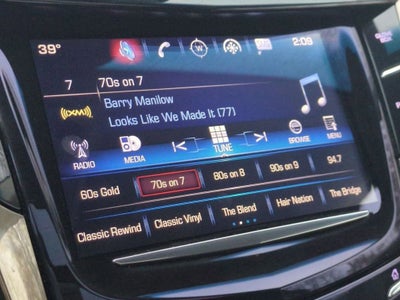 39°
2:09
7 70s on 7
((XM))
Barry Manilow
Looks Like We Made It (77)
RADIO
MEDIA
TUNE
BROWSE
MENU
60s Gold
70s on 7
80s on 8
90s on 9
94.7
Classic Rewind
Classic Vinyl
The Blend
Hair Nation
The Bridge